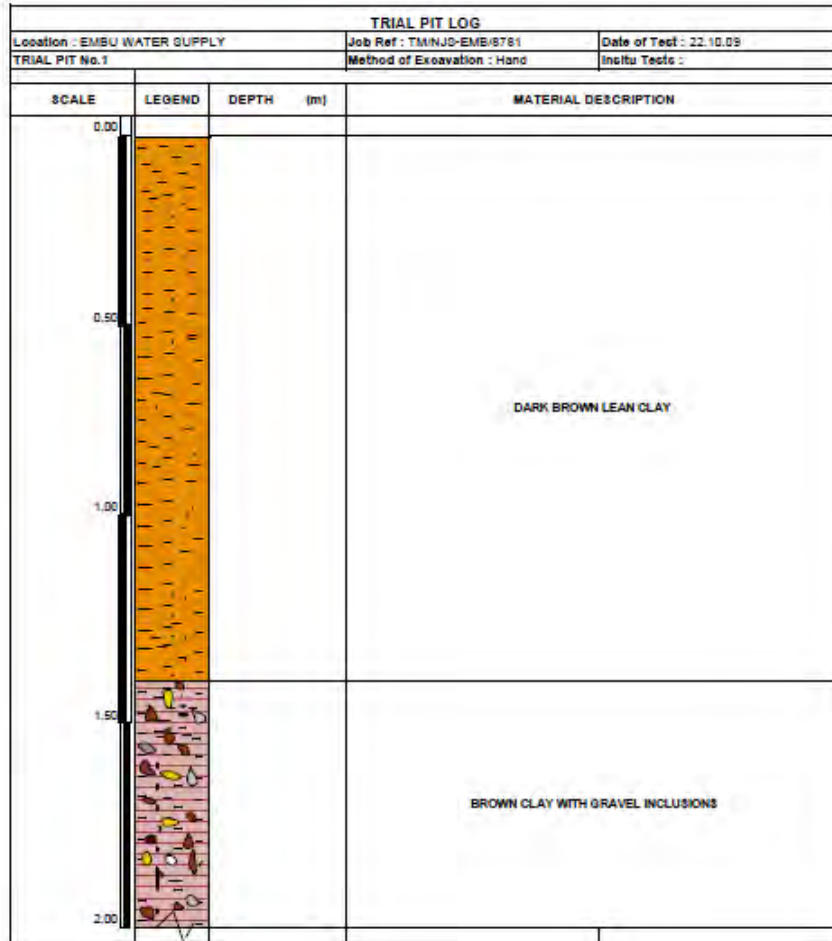 TRIAL PIT LOG
Location : EMBU WATER SUPPLY Job Ref : TM/NJS-EMB/8781 Date of Test : 22.10.09
TRIAL PIT No.1 Method of Excavation : Hand Insitu Tests :
SCALE LEGEND DEPTH (m) MATERIAL DESCRIPTION
0.00
0.50
DARK BROWN LEAN CLAY
1.00
1.50
BROWN CLAY WITH GRAVEL INCLUSIONS
2.00